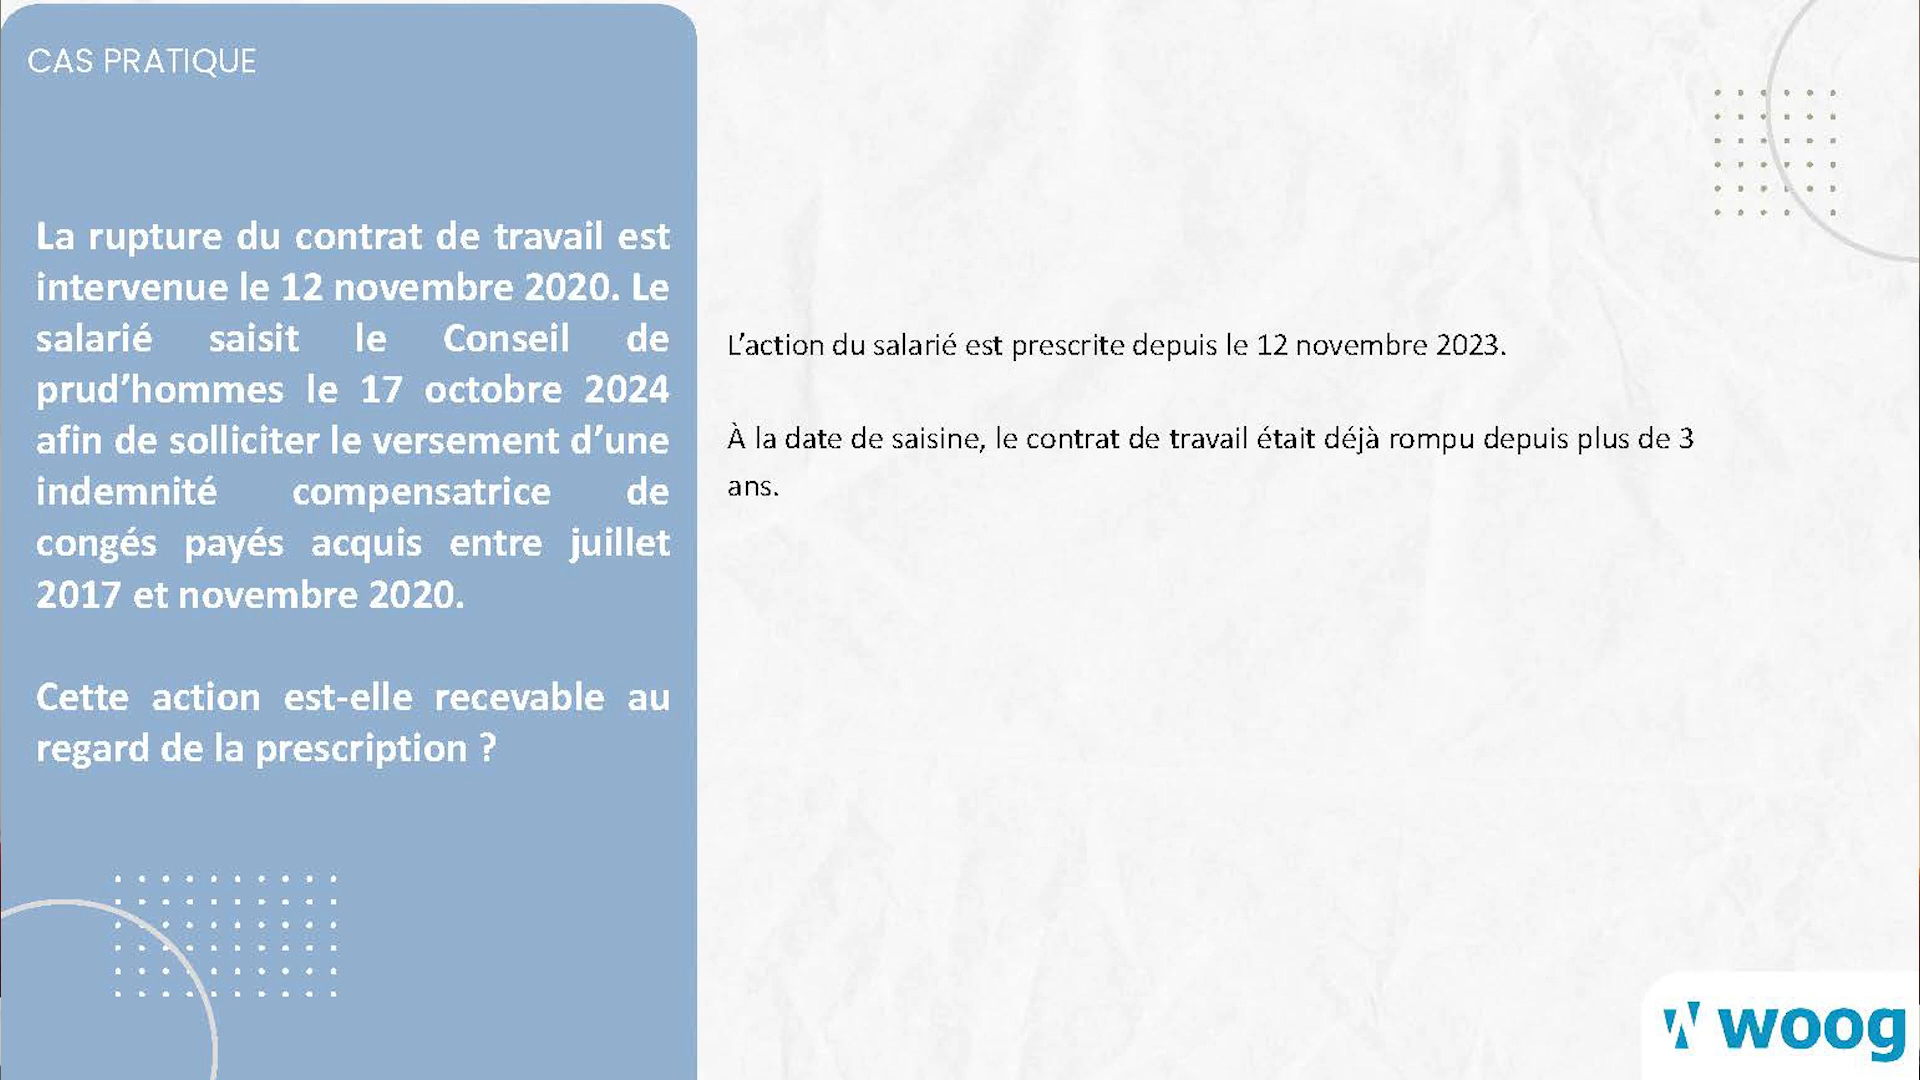 CAS PRATIQUE
La rupture du contrat de travail est
intervenue le 12 novembre 2020. Le
salarié saisit le Conseil de
prud’hommes le 17 octobre 2024
afin de solliciter le versement d’une
indemnité compensatrice de
congés payés acquis entre juillet
2017 et novembre 2020.
Cette action est-elle recevable au
regard de la prescription ?
L’action du salarié est prescrite depuis le 12 novembre 2023.
À la date de saisine, le contrat de travail était déjà rompu depuis plus de 3
ans.
woog